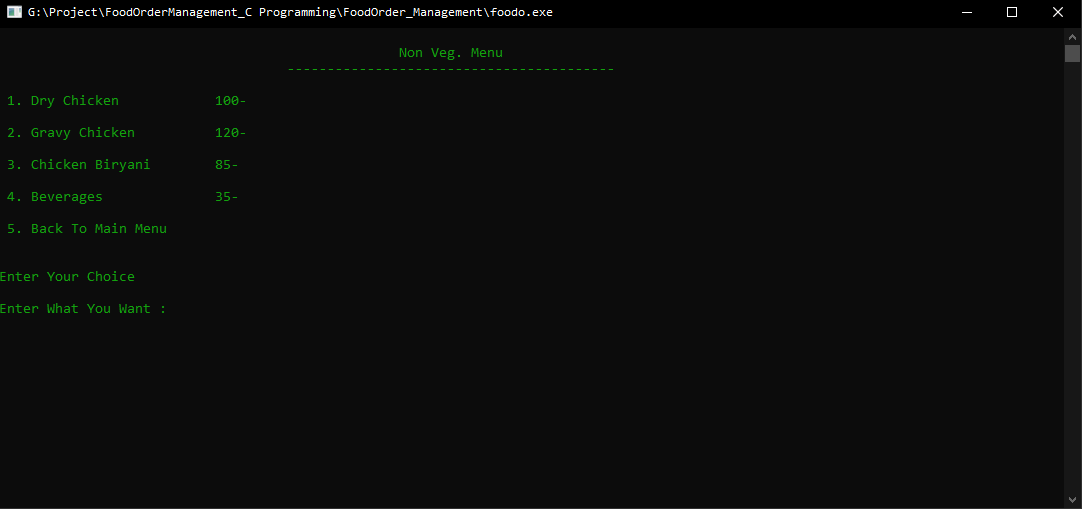 G:\Project\FoodOrderManagement_C Programming\FoodOrder_Management\foodo.exe
Non Veg. Menu
-----------------------------------------
1. Dry Chicken 100-
2. Gravy Chicken 120-
3. Chicken Biryani 85-
4. Beverages 35-
5. Back To Main Menu
Enter Your Choice
Enter What You Want :